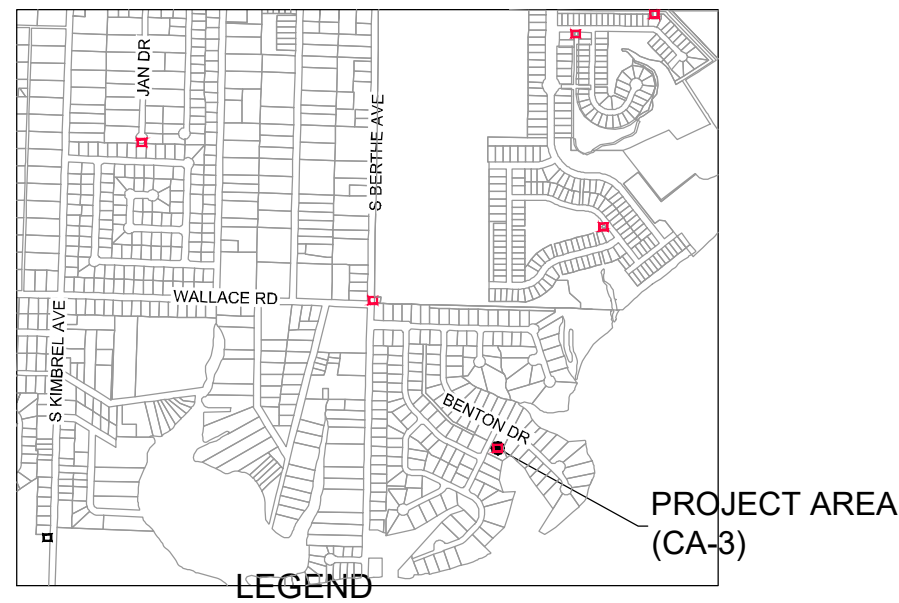 JAN DR
S BERTHE AVE
WALLACE RD
S KIMBREL AVE
BENTON DR
PROJECT AREA
(CA-3)
LEGEND